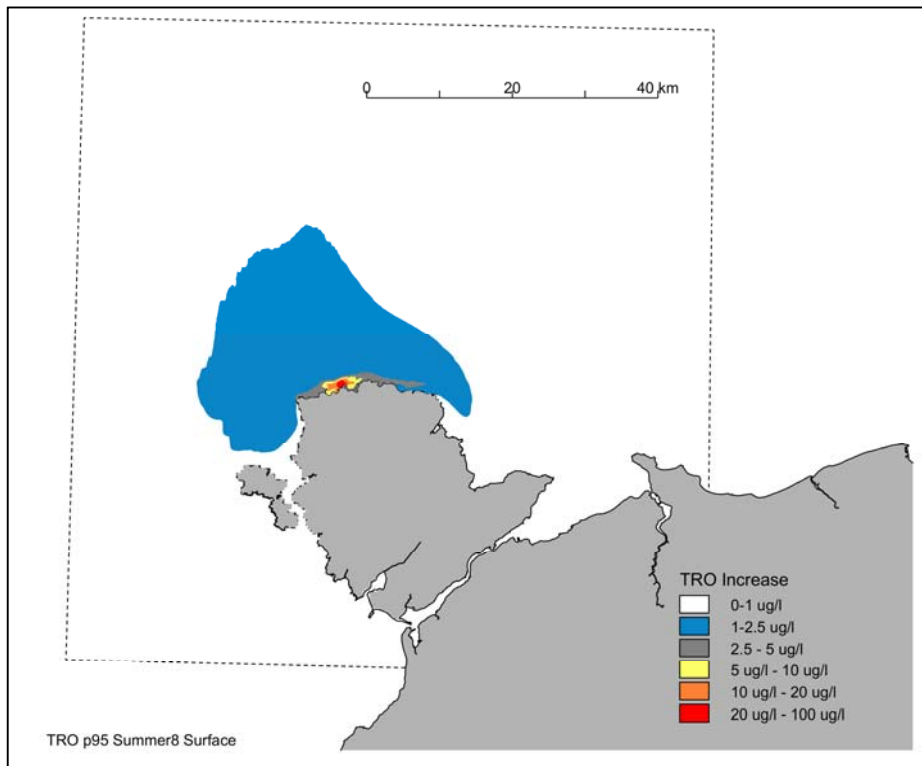 0 20 40 km
TRO Increase
0-1 ug/l
1-2.5 ug/l
2.5 - 5 ug/l
5 ug/l - 10 ug/l
10 ug/l - 20 ug/l
20 ug/l - 100 ug/l
TRO p95 Summer8 Surface